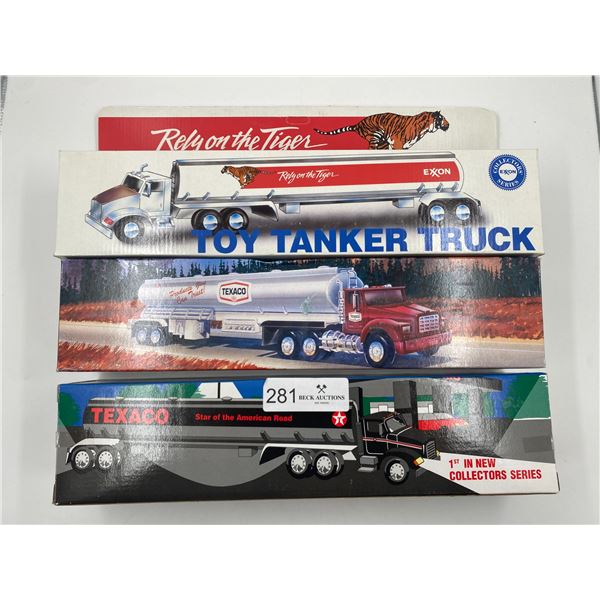 Rely on the Tiger
Rely on the Tiger
EXXON
COLLECTORS'
SERIES
EXXON
TOY TANKER TRUCK
TEXACO
281
BECK AUCTIONS
TEXACO
Star of the American Road
1ST IN NEW
COLLECTORS SERIES